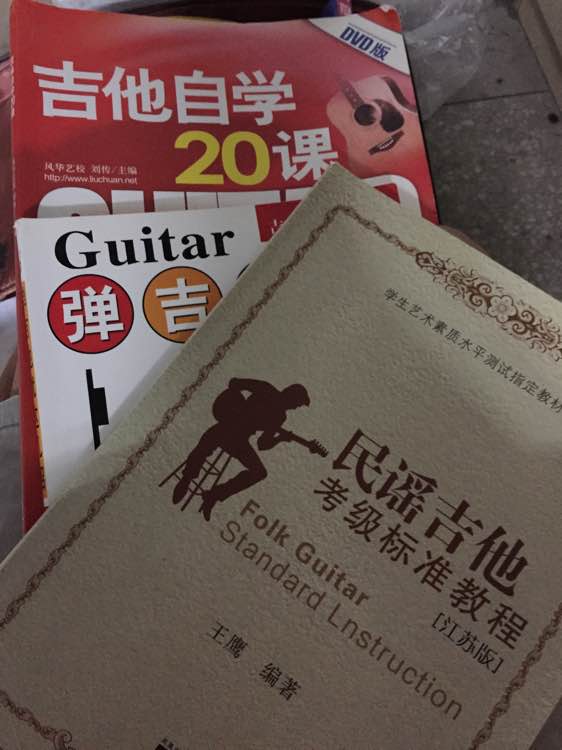 DVD版
吉他自学
20课
风华艺校 刘传/主编
http://www.liuchuan.net
Guitar
弹吉
学生艺术素质水平测试指定教材
民谣吉他
考级标准教程
[江苏版]
Folk Guitar
Standard Lnstruction
王鹰 编著